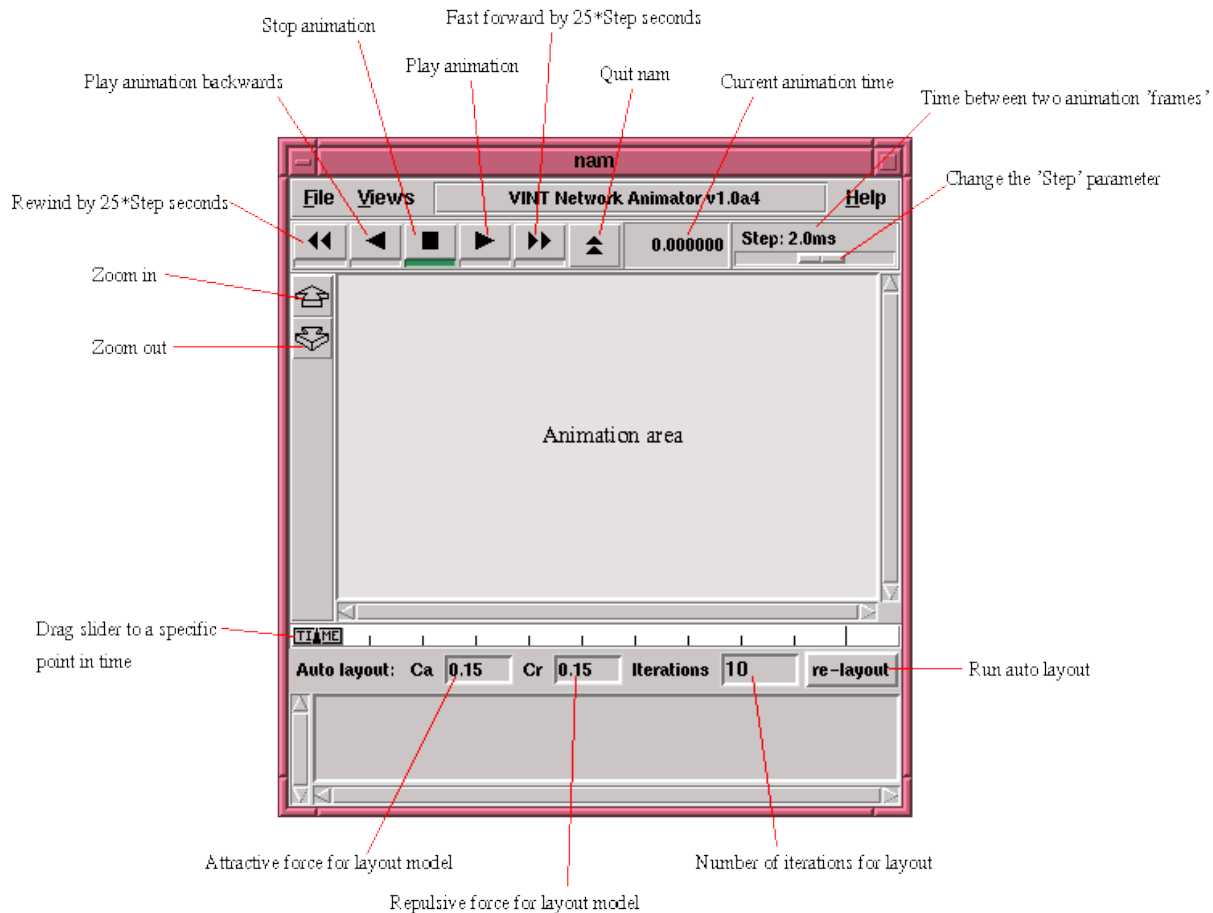 Fast forward by 25*Step seconds
Stop animation
Play animation
Quit nam
Play animation backwards
Current animation time
Time between two animation 'frames'
nam
Change the 'Step' parameter
File Views VINT Network Animator v1.0a4 Help
Rewind by 25*Step seconds
0.000000
Step: 2.0ms
Zoom in
Zoom out
Animation area
Drag slider to a specific
point in time
TIME
Auto layout: Ca 0.15 Cr 0.15 Iterations 10 re-layout
Run auto layout
Attractive force for layout model
Number of iterations for layout
Repulsive force for layout model